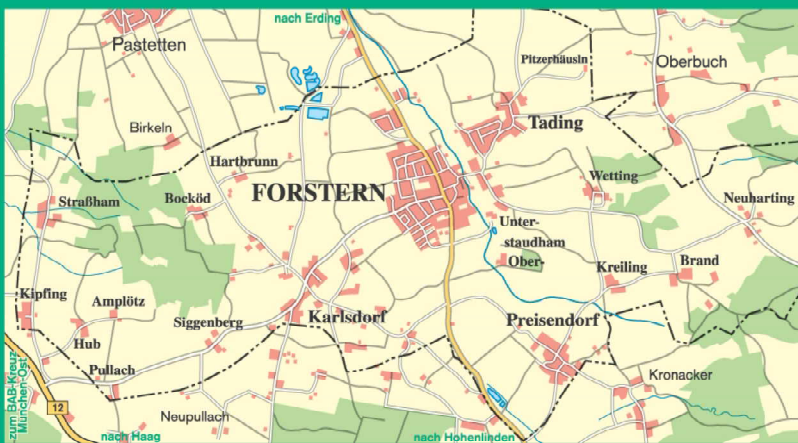 nach Erding
Pastetten
Pitzerhäusln
Oberbuch
Birkeln
Tading
Hartbrunn
Wetting
FORSTERN
Straßham
Bocköd
Neuharting
Unter-
staudham
Ober-
Brand
Kreiling
Kipfing
Amplötz
Siggenberg
Karlsdorf
Preisendorf
Hub
Pullach
Kronacker
zum BAB-Kreuz
München-Ost
12
Neupullach
nach Haag
nach Hohenlinden